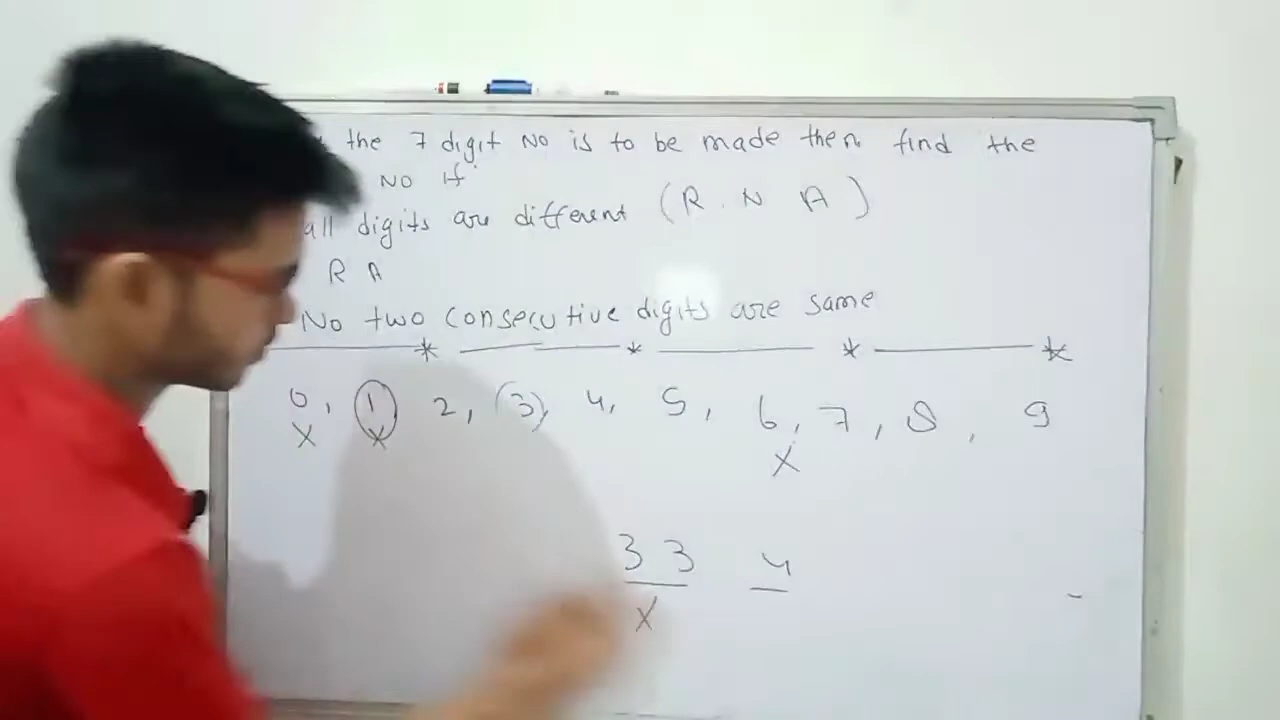 the 7 digit No is to be made then find the
No if
all digits are different (R. N A)
R A
No two consecutive digits are same
0, 1 2, (3), 4, 5, 6, 7, 8, 9
X X X
3 3 4
X